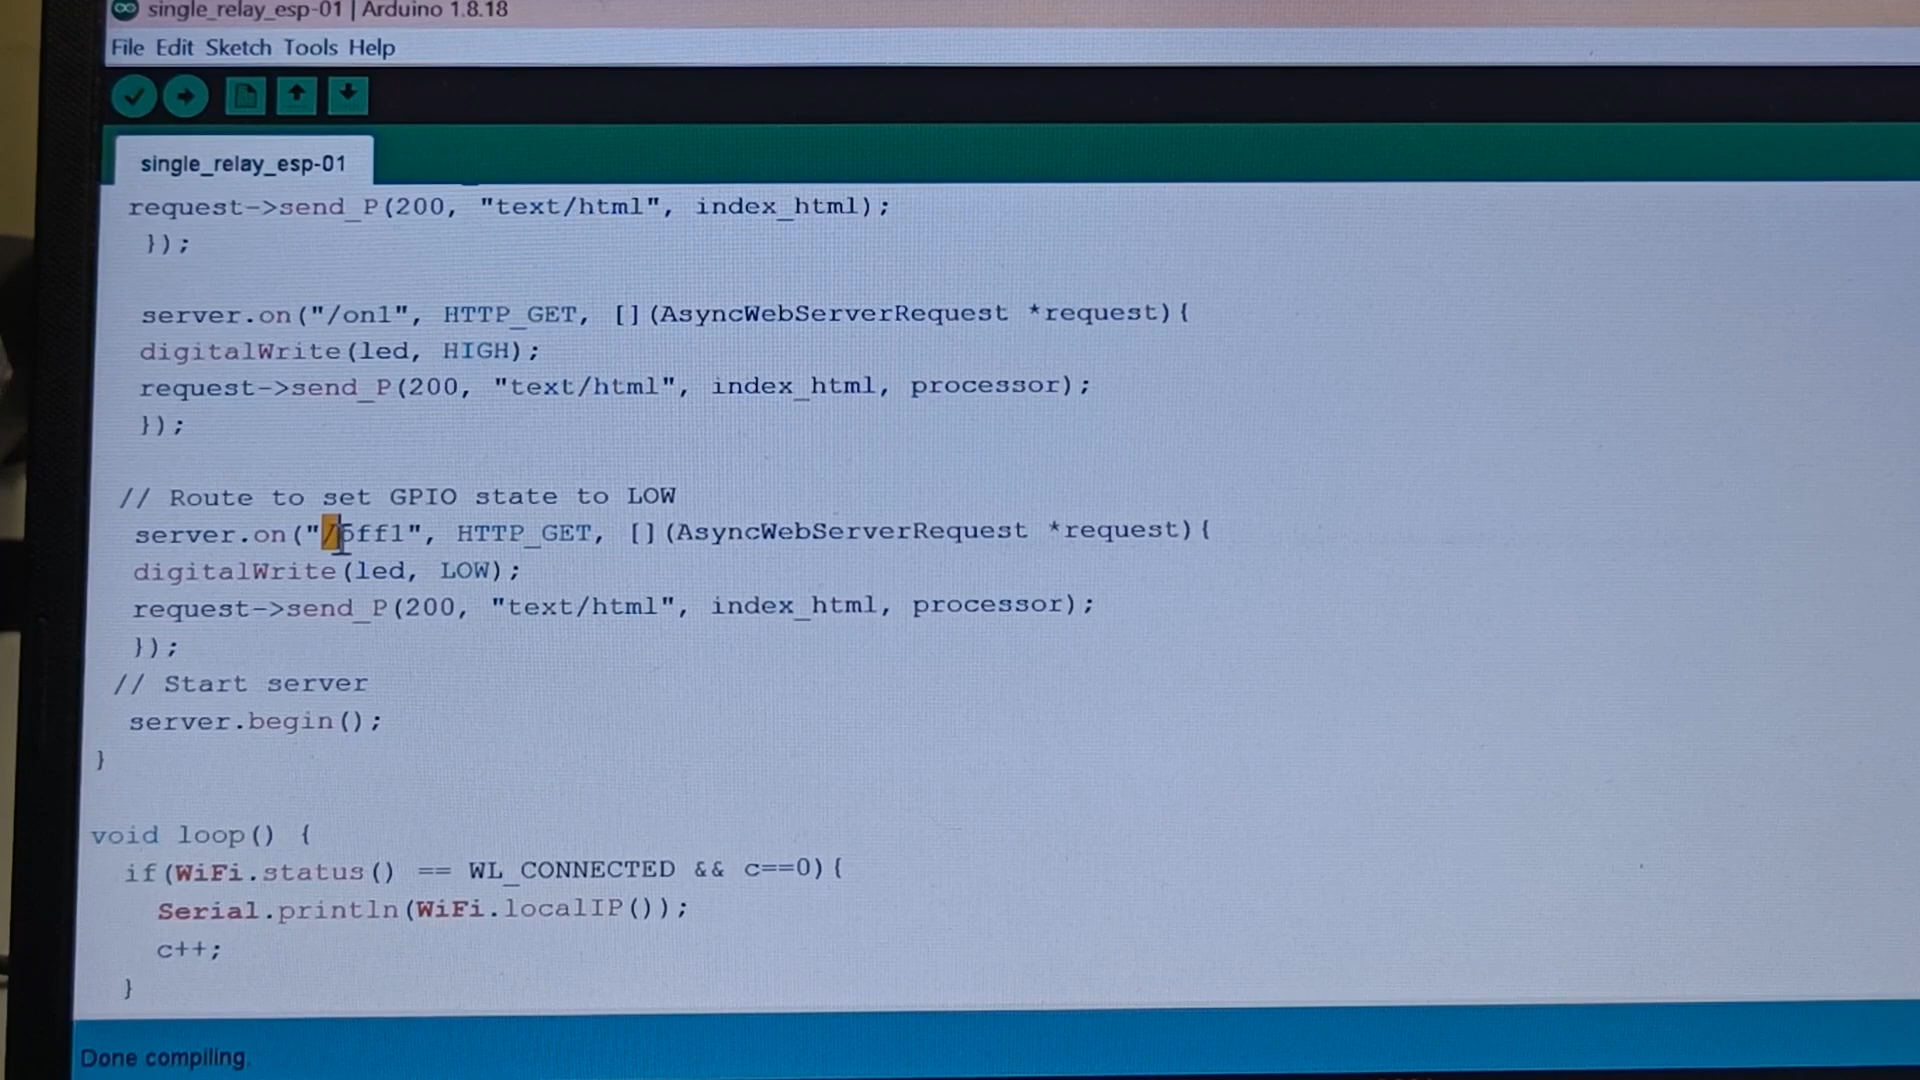 single_relay_esp-01 | Arduino 1.8.18
File Edit Sketch Tools Help
single_relay_esp-01
request->send_P(200, "text/html", index_html);
});
server.on("/on1", HTTP_GET, [](AsyncWebServerRequest *request){
digitalWrite(led, HIGH);
request->send_P(200, "text/html", index_html, processor);
});
// Route to set GPIO state to LOW
server.on("/off1", HTTP_GET, [](AsyncWebServerRequest *request){
digitalWrite(led, LOW);
request->send_P(200, "text/html", index_html, processor);
});
// Start server
server.begin();
}
void loop() {
if(WiFi.status() == WL_CONNECTED && c==0){
Serial.println(WiFi.localIP());
c++;
}
Done compiling.